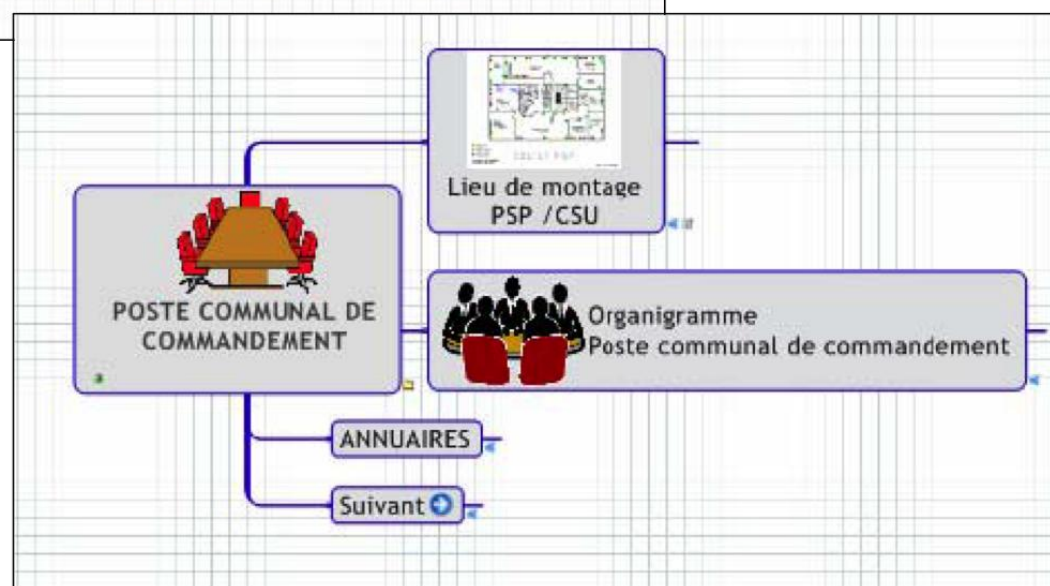 Lieu de montage
PSP /CSU
POSTE COMMUNAL DE
COMMANDEMENT
Organigramme
Poste communal de commandement
ANNUAIRES
Suivant